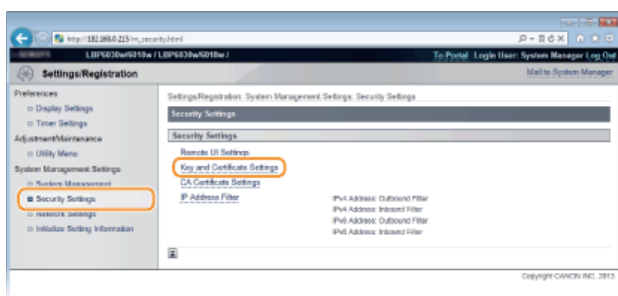 http://192.168.0.215/m_security.html
LBP6030w/6018w / LBP6030w/6018w /
To Portal Login User: System Manager Log Out
Settings/Registration
Mail to System Manager
Preferences
Display Settings
Timer Settings
Adjustment/Maintenance
Utility Menu
System Management Settings
System Management
Security Settings
Network Settings
Initialize Setting Information
Settings/Registration: System Management Settings: Security Settings
Security Settings
Security Settings
Remote UI Settings
Key and Certificate Settings
CA Certificate Settings
IP Address Filter
IPv4 Address: Outbound Filter
IPv4 Address: Inbound Filter
IPv6 Address: Outbound Filter
IPv6 Address: Inbound Filter
Copyright CANON INC. 2013